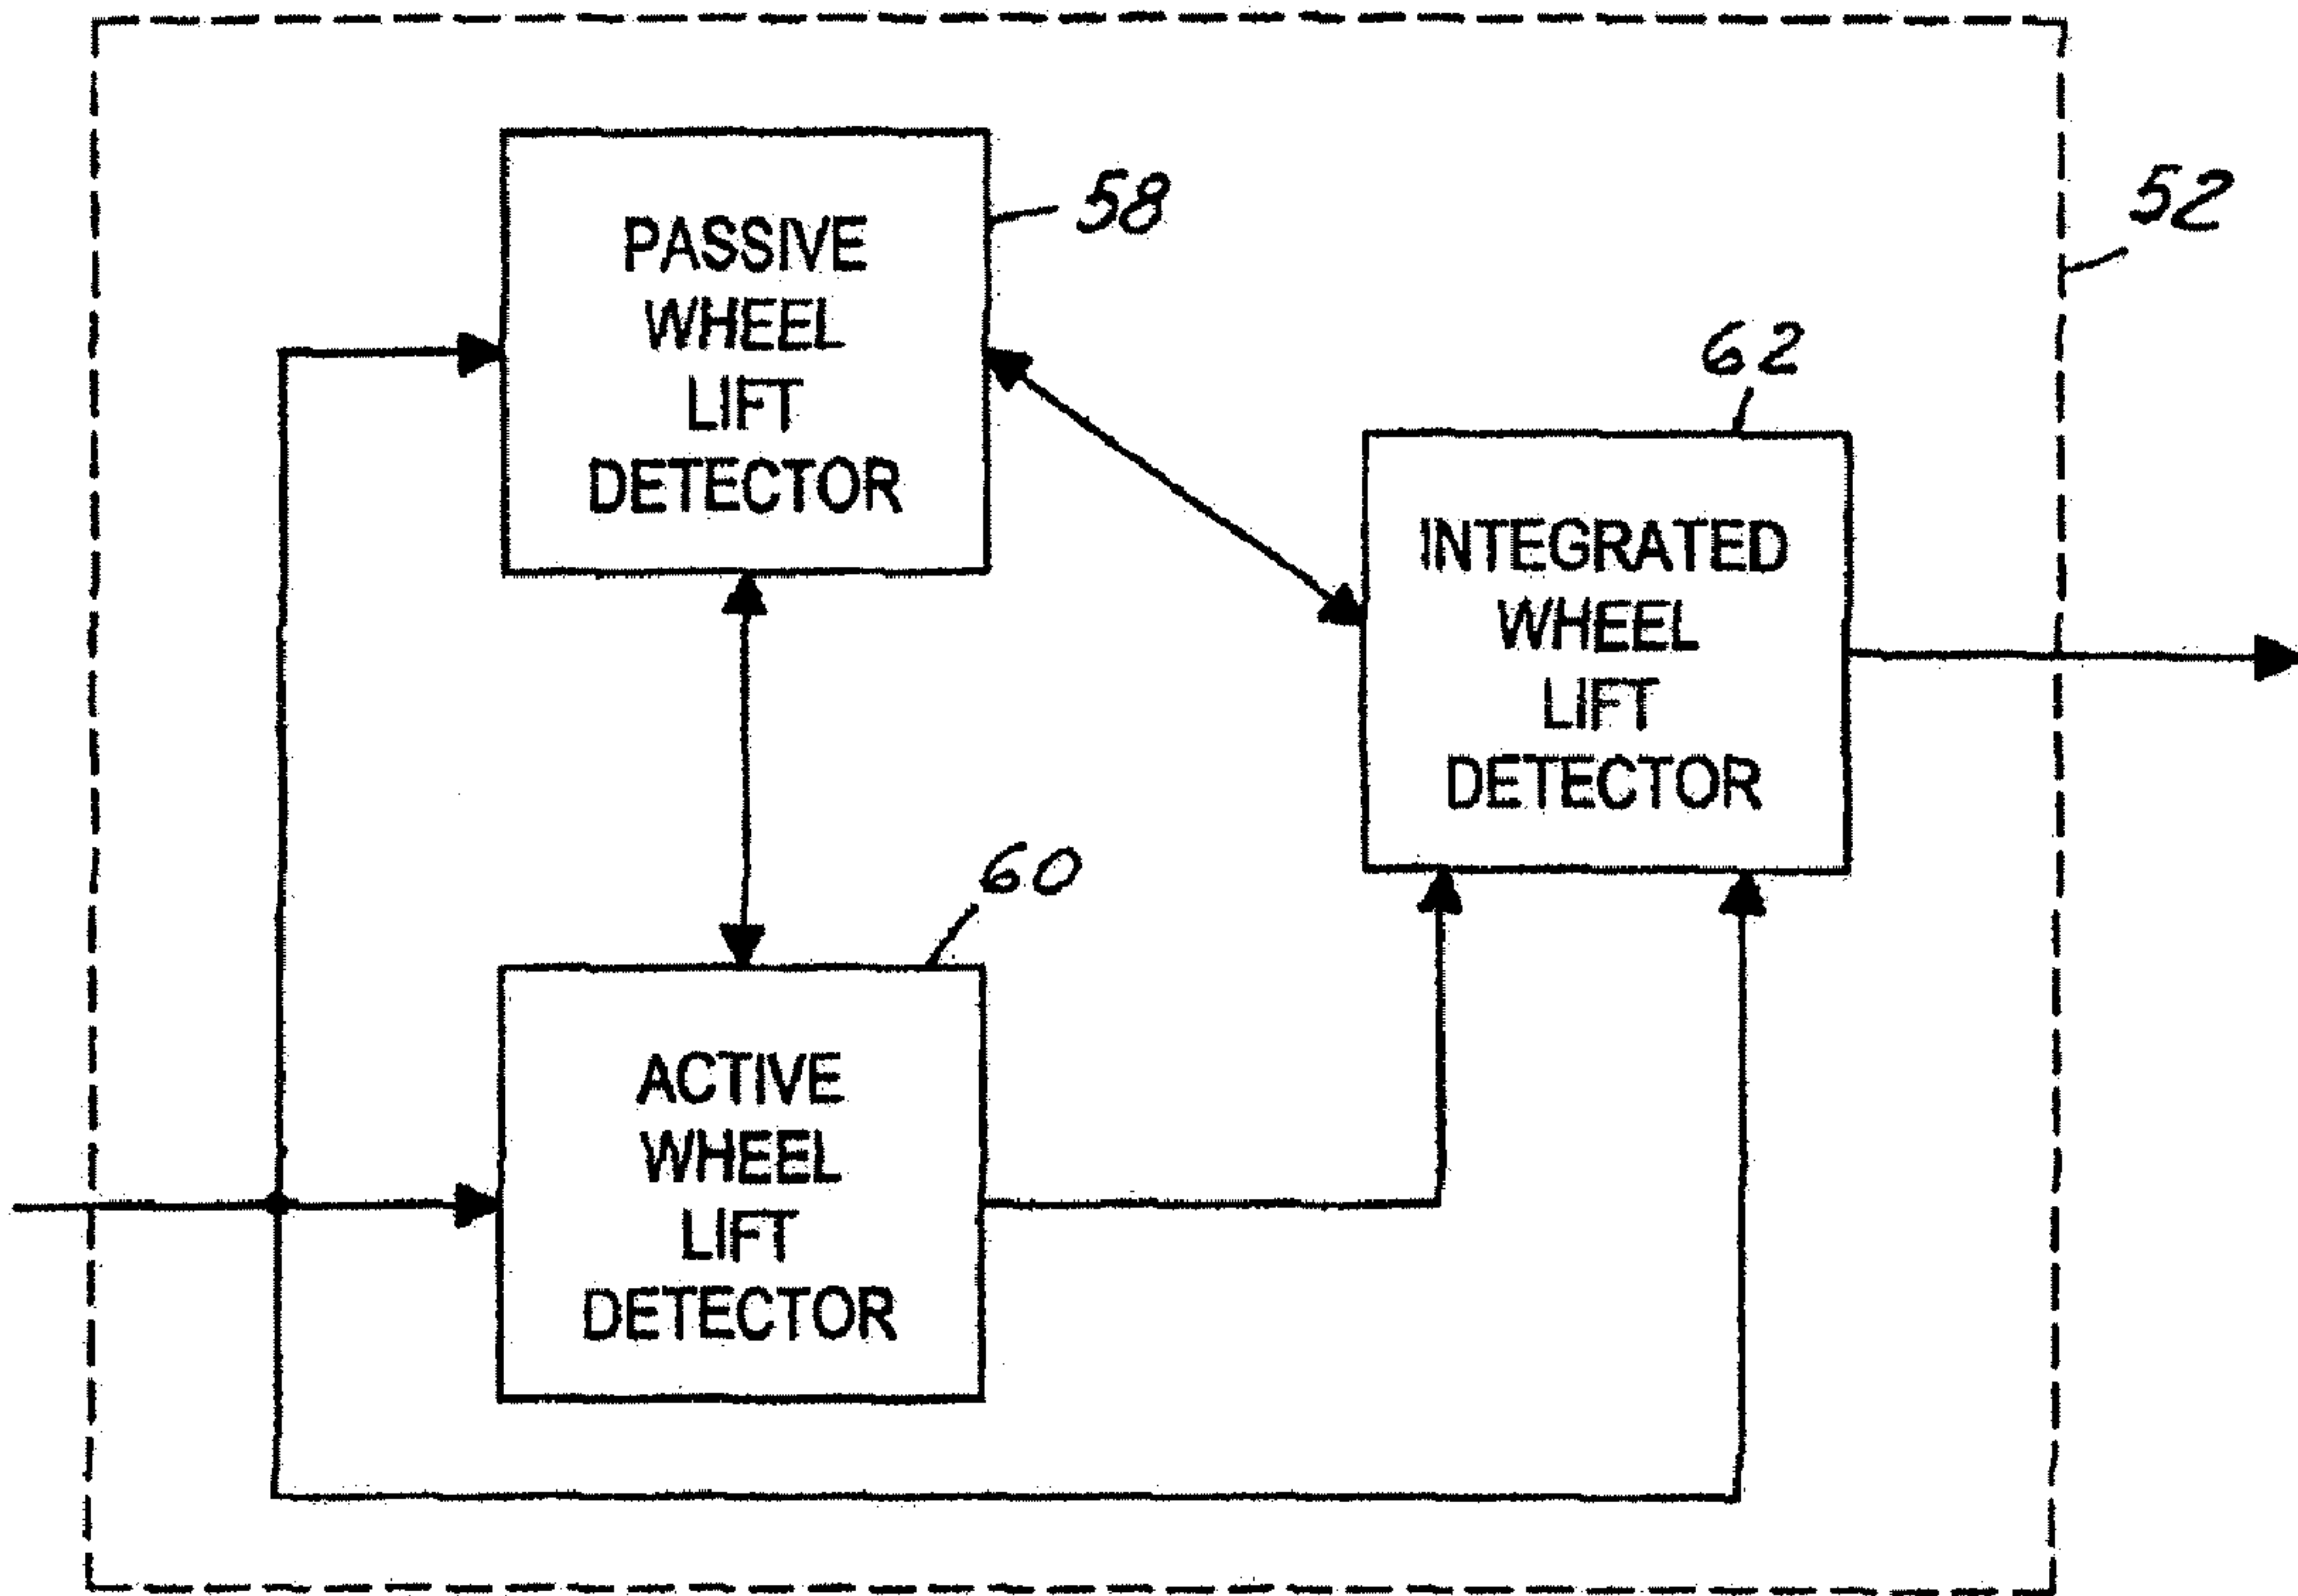 PASSIVE
WHEEL
LIFT
DETECTOR
58
52
62
INTEGRATED
WHEEL
LIFT
DETECTOR
60
ACTIVE
WHEEL
LIFT
DETECTOR